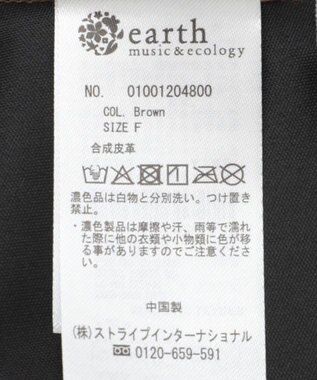 earth
music&ecology
NO. 01001204800
COL. Brown
SIZE F
合成皮革
濃色品は白物と分別洗い。つけ置き
禁止。
・濃色製品は摩擦や汗、雨等で濡れ
た際に他の衣類や小物類に色が移
る事がありますのでご注意ください。
中国製
(株)ストライプインターナショナル
0120-659-591